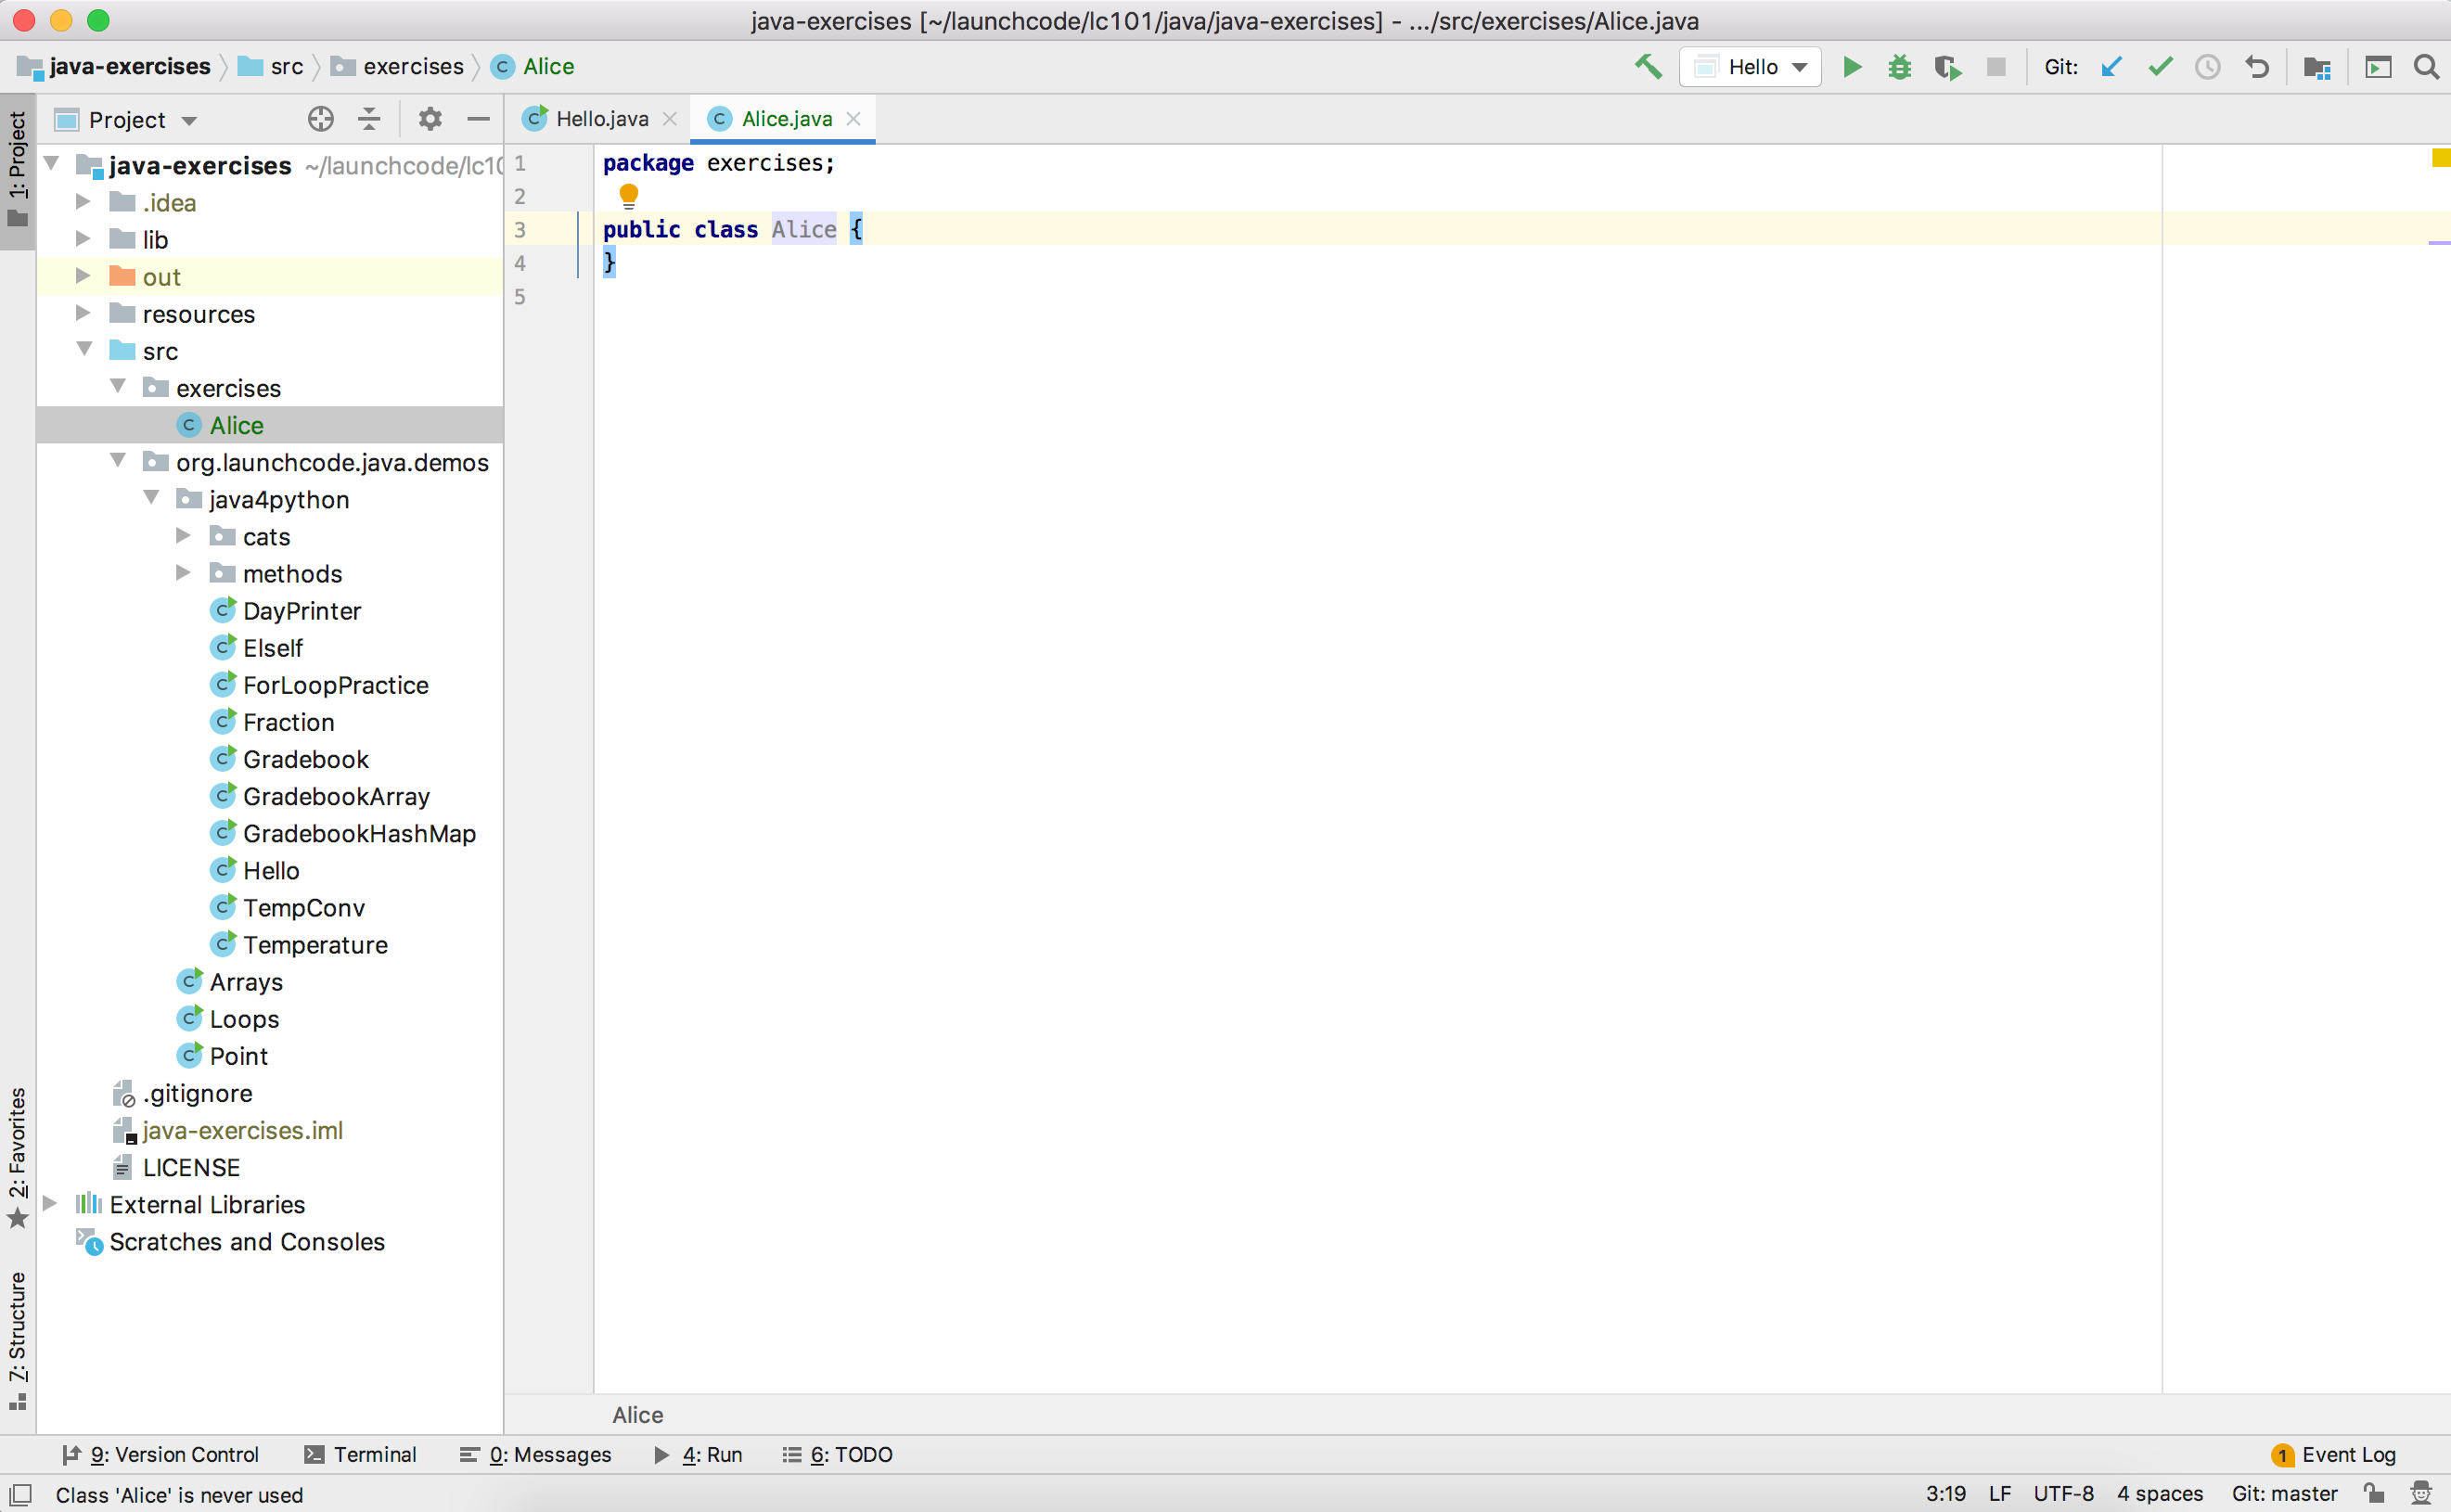 java-exercises [~/launchcode/lc101/java/java-exercises] - .../src/exercises/Alice.java
java-exercises src exercises Alice
Hello
Git:
1: Project
Project
Hello.java
Alice.java
java-exercises ~/launchcode/lc10
.idea
lib
out
resources
src
exercises
Alice
org.launchcode.java.demos
java4python
cats
methods
DayPrinter
ElseIf
ForLoopPractice
Fraction
Gradebook
GradebookArray
GradebookHashMap
Hello
TempConv
Temperature
Arrays
Loops
Point
.gitignore
java-exercises.iml
LICENSE
External Libraries
Scratches and Consoles
2: Favorites
7: Structure
1 package exercises;
2
3 public class Alice {
4 }
5
Alice
9: Version Control Terminal 0: Messages 4: Run 6: TODO
1 Event Log
Class 'Alice' is never used
3:19 LF UTF-8 4 spaces Git: master